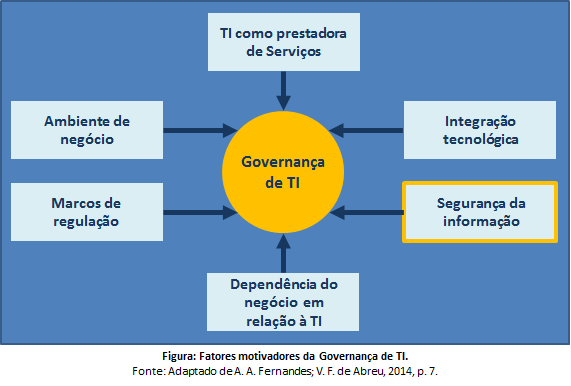 TI como prestadora
de Serviços
Ambiente de
negócio
Integração
tecnológica
Governança
de TI
Marcos de
regulação
Segurança da
informação
Dependência do
negócio em
relação à TI
Figura: Fatores motivadores da Governança de TI.
Fonte: Adaptado de A. A. Fernandes; V. F. de Abreu, 2014, p. 7.